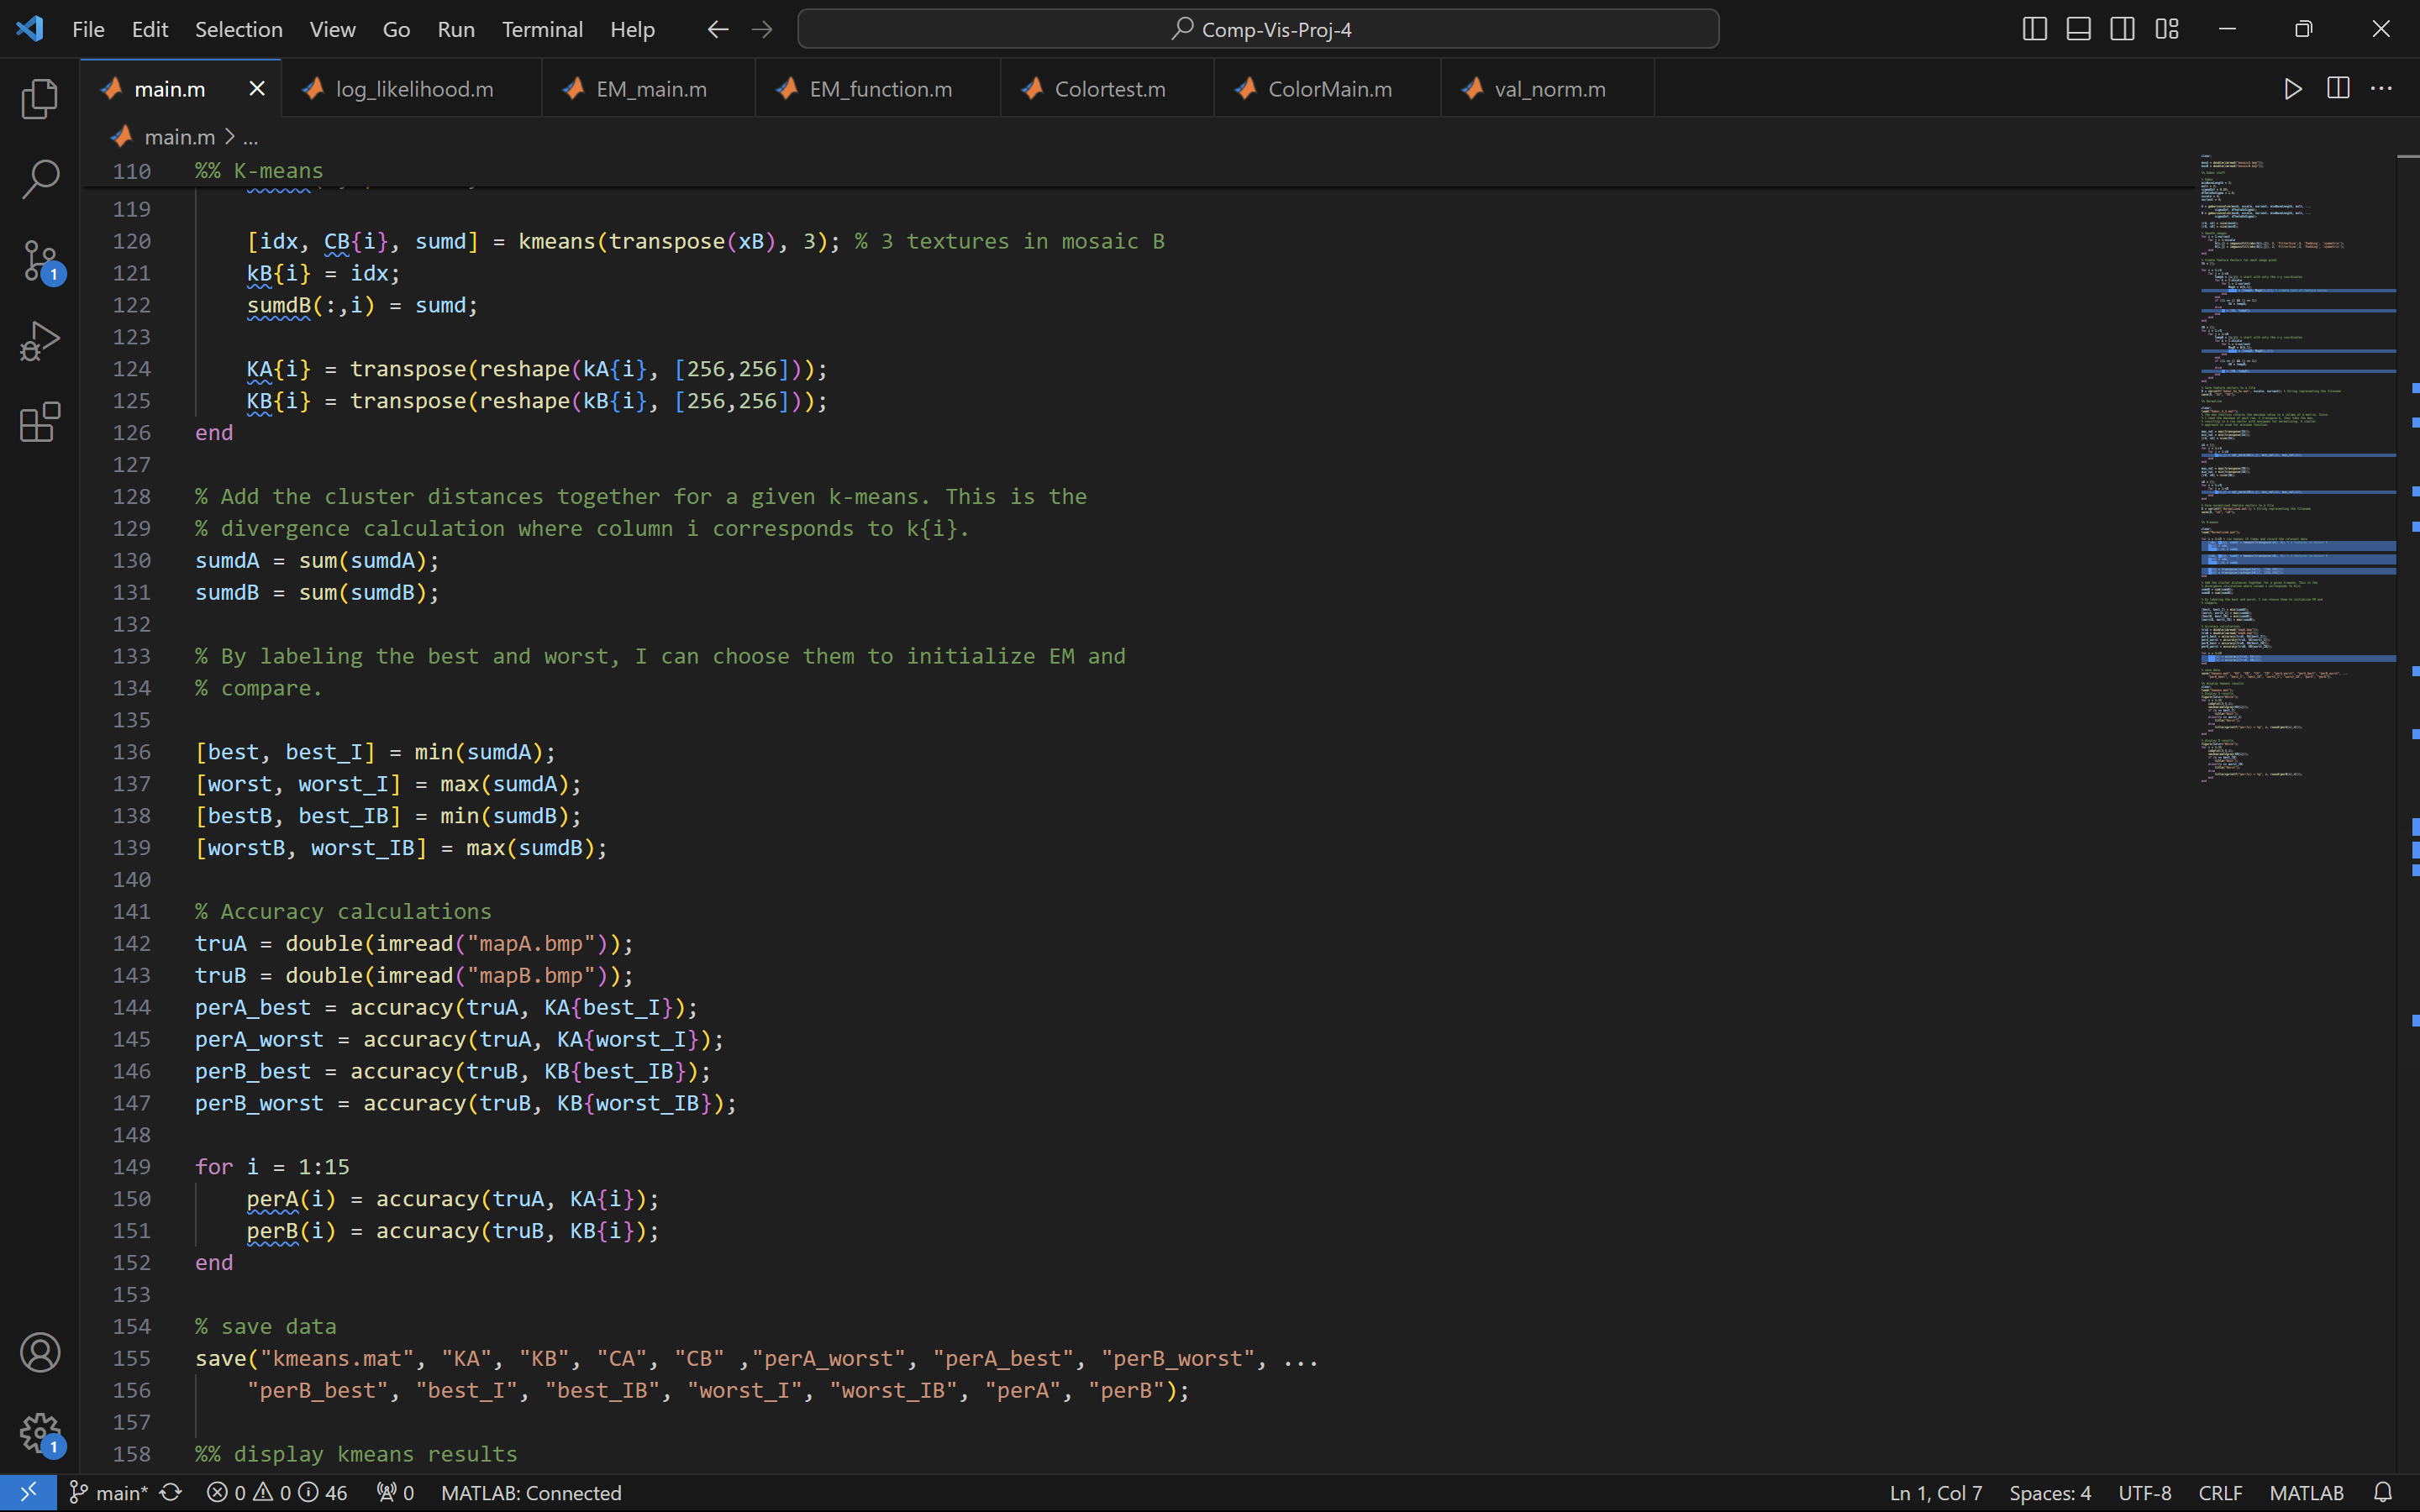 File Edit Selection View Go Run Terminal Help
Comp-Vis-Proj-4
main.m
log_likelihood.m
EM_main.m
EM_function.m
Colortest.m
ColorMain.m
val_norm.m
main.m > ...
110 %% K-means
119
120 [idx, CB{i}, sumd] = kmeans(transpose(xB), 3); % 3 textures in mosaic B
121 kB{i} = idx;
122 sumdB(:,i) = sumd;
123
124 KA{i} = transpose(reshape(kA{i}, [256,256]));
125 KB{i} = transpose(reshape(kB{i}, [256,256]));
126 end
127
128 % Add the cluster distances together for a given k-means. This is the
129 % divergence calculation where column i corresponds to k{i}.
130 sumdA = sum(sumdA);
131 sumdB = sum(sumdB);
132
133 % By labeling the best and worst, I can choose them to initialize EM and
134 % compare.
135
136 [best, best_I] = min(sumdA);
137 [worst, worst_I] = max(sumdA);
138 [bestB, best_IB] = min(sumdB);
139 [worstB, worst_IB] = max(sumdB);
140
141 % Accuracy calculations
142 truA = double(imread("mapA.bmp"));
143 truB = double(imread("mapB.bmp"));
144 perA_best = accuracy(truA, KA{best_I});
145 perA_worst = accuracy(truA, KA{worst_I});
146 perB_best = accuracy(truB, KB{best_IB});
147 perB_worst = accuracy(truB, KB{worst_IB});
148
149 for i = 1:15
150 perA(i) = accuracy(truA, KA{i});
151 perB(i) = accuracy(truB, KB{i});
152 end
153
154 % save data
155 save("kmeans.mat", "KA", "KB", "CA", "CB" ,"perA_worst", "perA_best", "perB_worst", ...
156 "perB_best", "best_I", "best_IB", "worst_I", "worst_IB", "perA", "perB");
157
158 %% display kmeans results
1
1
main* 0 0 46 0 MATLAB: Connected
Ln 1, Col 7 Spaces: 4 UTF-8 CRLF MATLAB